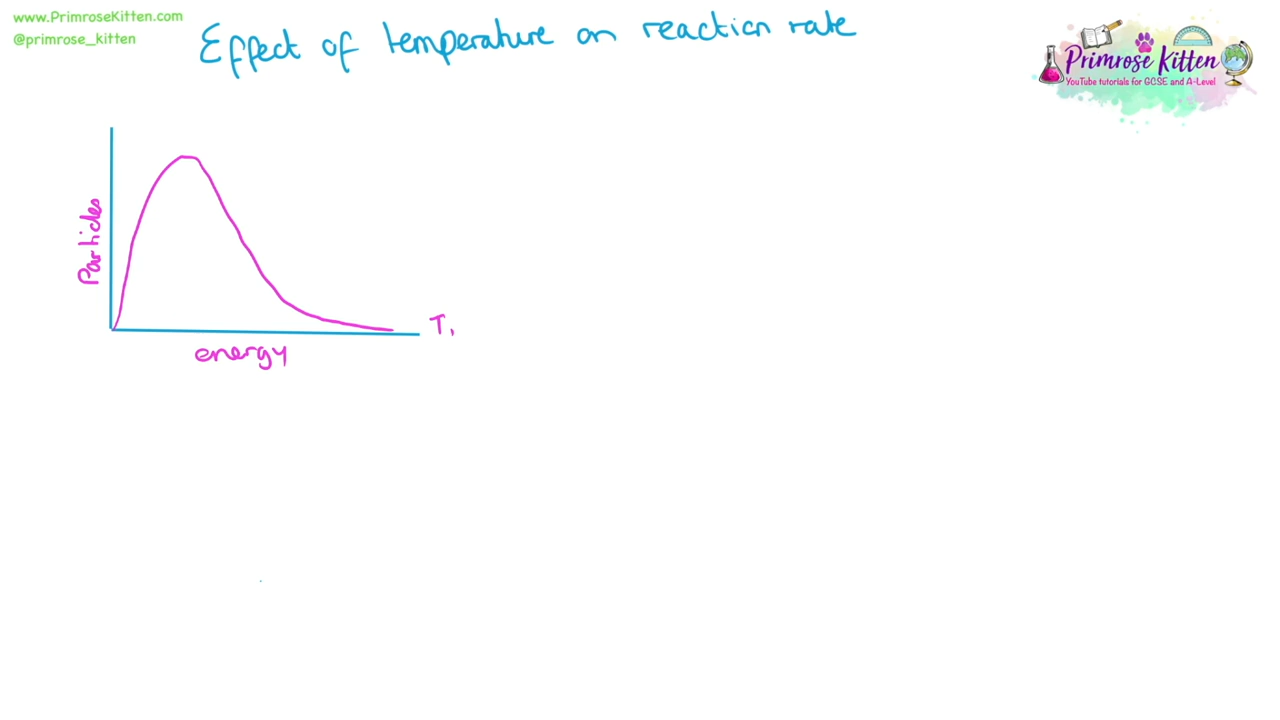 www.PrimroseKitten.com
@primrose_kitten
Effect of temperature on reaction rate
Primrose Kitten
YouTube tutorials for GCSE and A-Level
Particles
T₁
energy